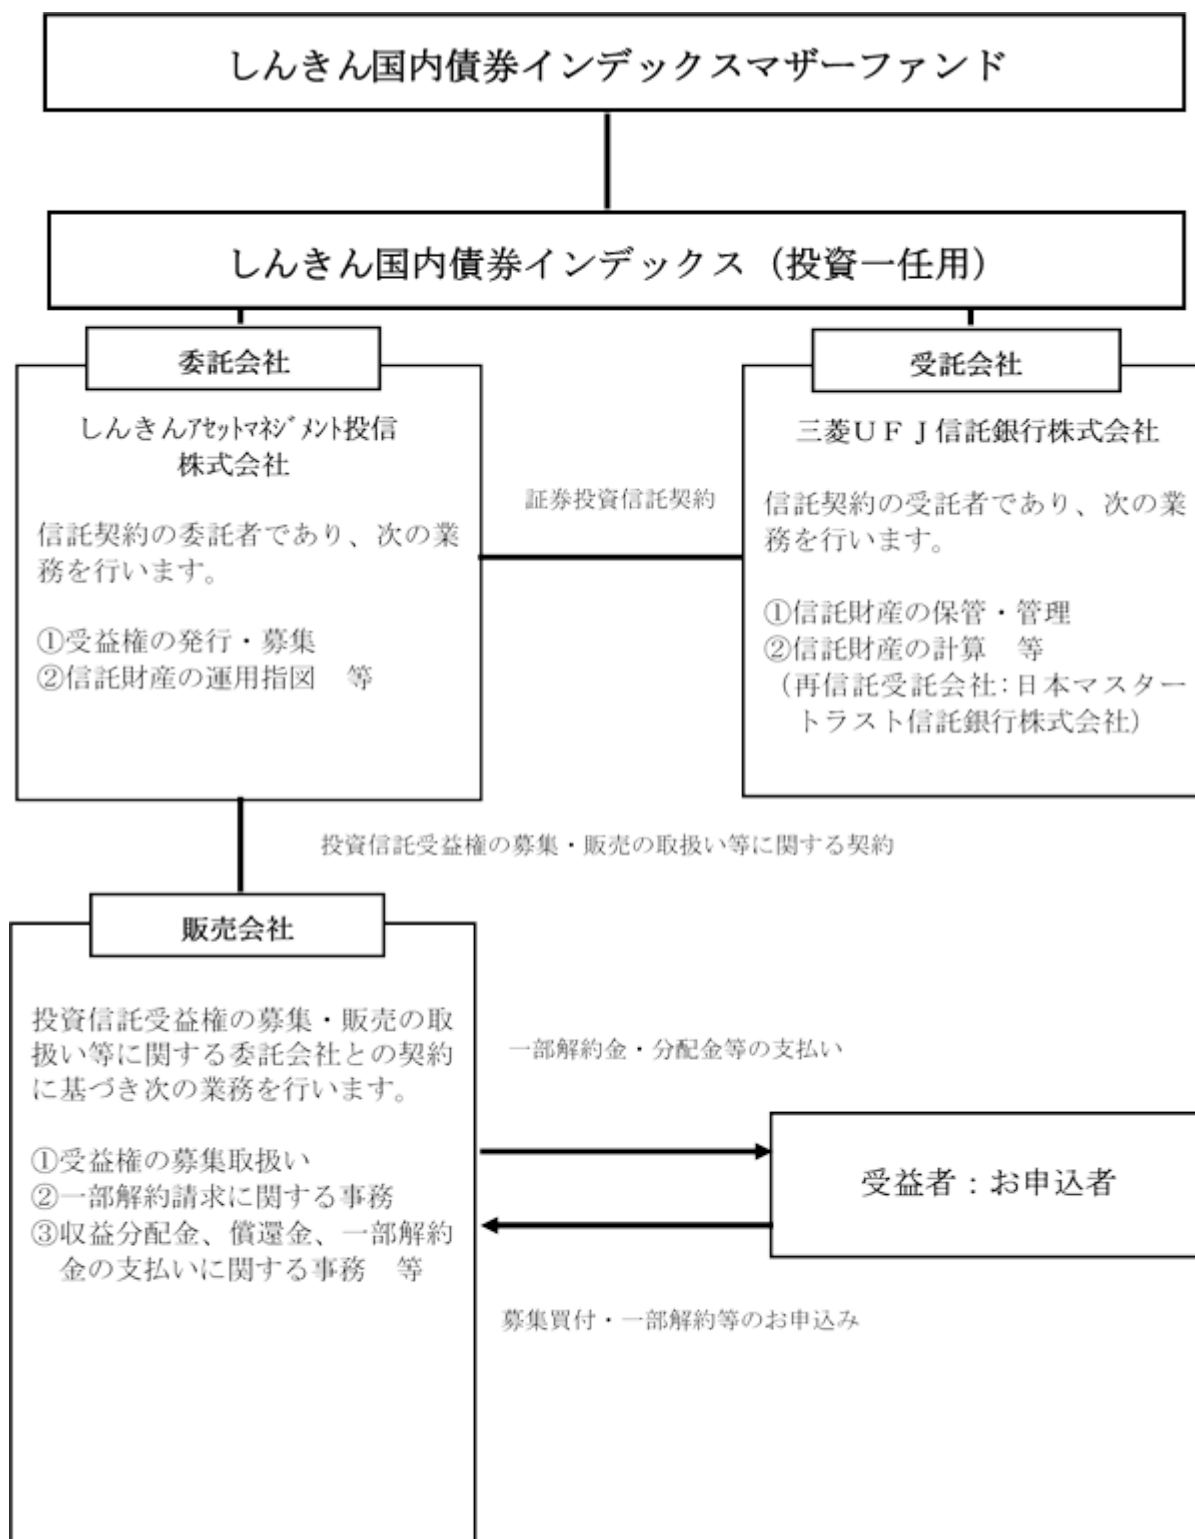 しんきん国内債券インデックスマザーファンド
しんきん国内債券インデックス（投資一任用）
委託会社
しんきんｱｾｯﾄﾏﾈｼﾞﾒﾝﾄ投信
株式会社
信託契約の委託者であり、次の業
務を行います。
①受益権の発行・募集
②信託財産の運用指図　等
証券投資信託契約
受託会社
三菱ＵＦＪ信託銀行株式会社
信託契約の受託者であり、次の業
務を行います。
①信託財産の保管・管理
②信託財産の計算　等
（再信託受託会社：日本マスター
トラスト信託銀行株式会社）
投資信託受益権の募集・販売の取扱い等に関する契約
販売会社
投資信託受益権の募集・販売の取
扱い等に関する委託会社との契約
に基づき次の業務を行います。
①受益権の募集取扱い
②一部解約請求に関する事務
③収益分配金、償還金、一部解約
金の支払いに関する事務　等
一部解約金・分配金等の支払い
受益者：お申込者
募集買付・一部解約等のお申込み